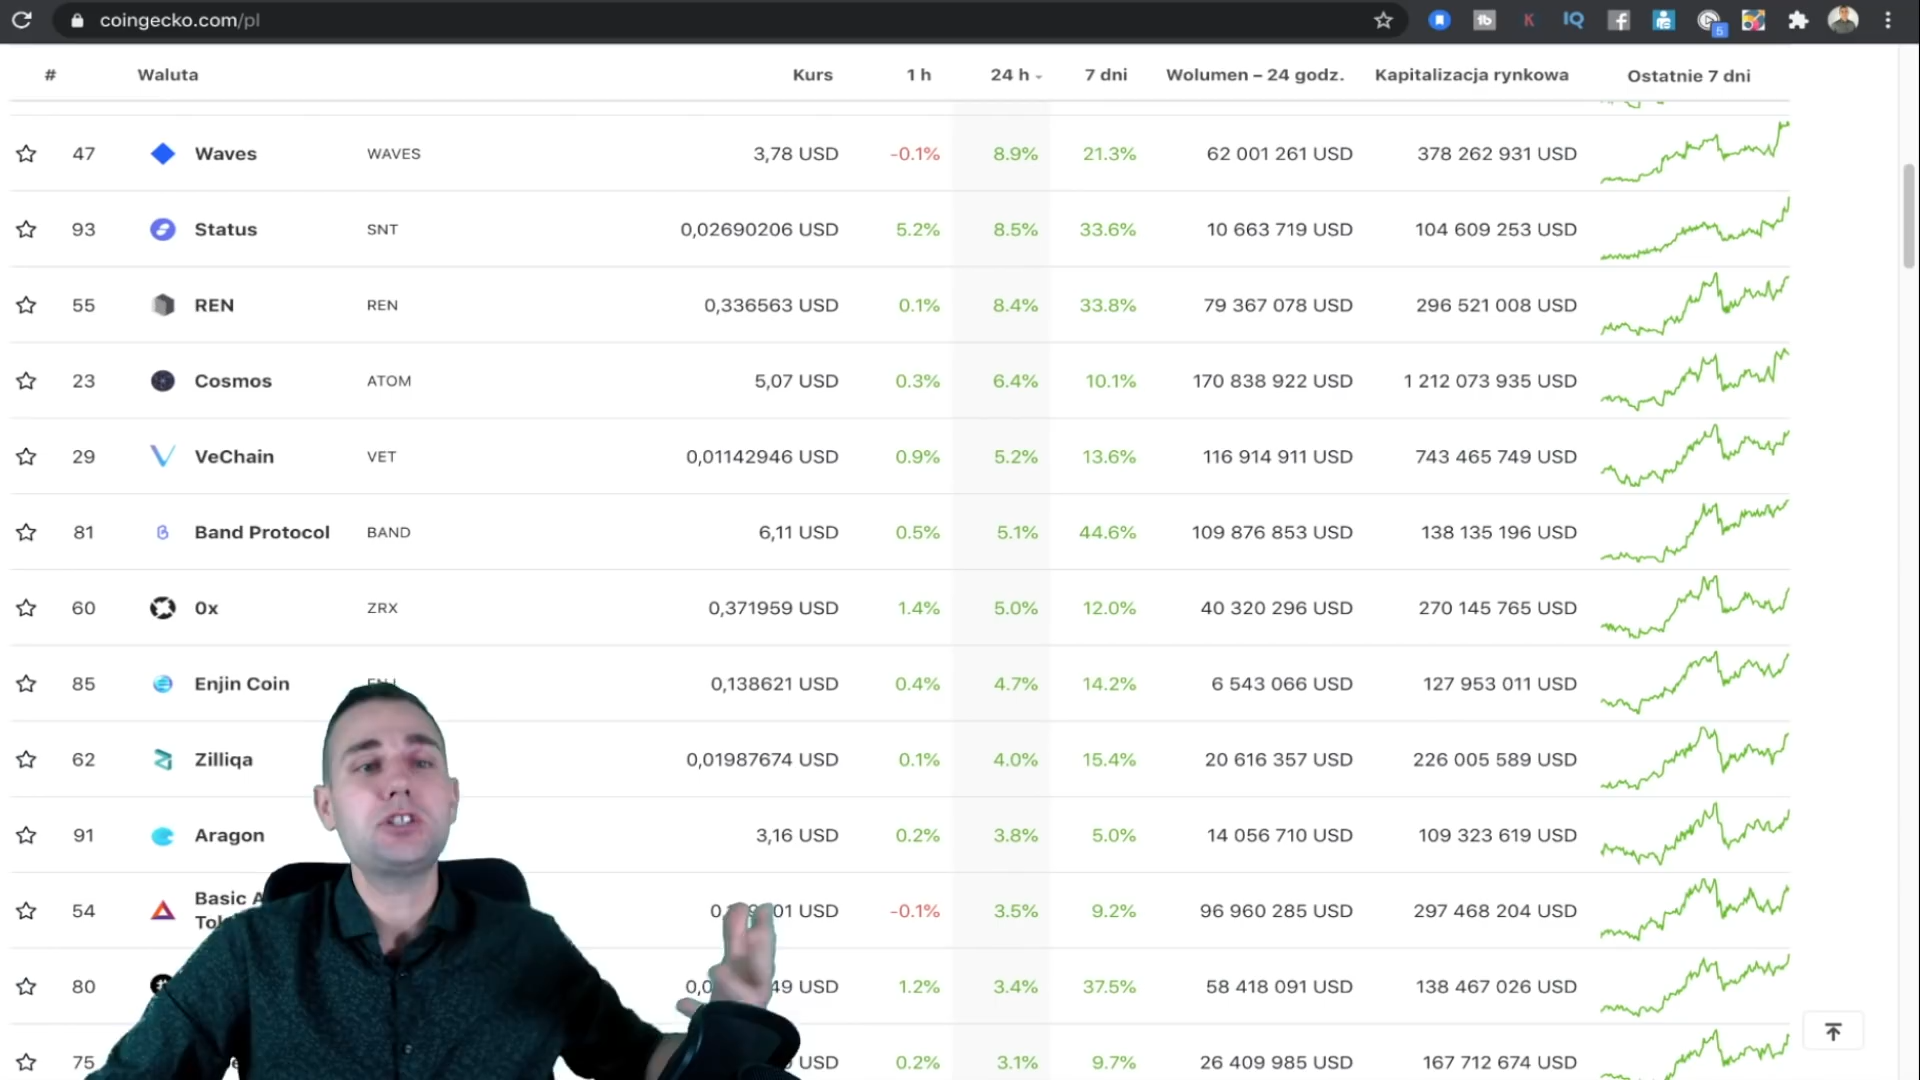 coingecko.com/pl
tb K IQ f 5
# Waluta Kurs 1 h 24 h 7 dni Wolumen – 24 godz. Kapitalizacja rynkowa Ostatnie 7 dni
47 Waves WAVES 3,78 USD -0.1% 8.9% 21.3% 62 001 261 USD 378 262 931 USD
93 Status SNT 0,02690206 USD 5.2% 8.5% 33.6% 10 663 719 USD 104 609 253 USD
55 REN REN 0,336563 USD 0.1% 8.4% 33.8% 79 367 078 USD 296 521 008 USD
23 Cosmos ATOM 5,07 USD 0.3% 6.4% 10.1% 170 838 922 USD 1 212 073 935 USD
29 VeChain VET 0,01142946 USD 0.9% 5.2% 13.6% 116 914 911 USD 743 465 749 USD
81 Band Protocol BAND 6,11 USD 0.5% 5.1% 44.6% 109 876 853 USD 138 135 196 USD
60 0x ZRX 0,371959 USD 1.4% 5.0% 12.0% 40 320 296 USD 270 145 765 USD
85 Enjin Coin ENJ 0,138621 USD 0.4% 4.7% 14.2% 6 543 066 USD 127 953 011 USD
62 Zilliqa 0,01987674 USD 0.1% 4.0% 15.4% 20 616 357 USD 226 005 589 USD
91 Aragon 3,16 USD 0.2% 3.8% 5.0% 14 056 710 USD 109 323 619 USD
54 Basic A USD -0.1% 3.5% 9.2% 96 960 285 USD 297 468 204 USD
80 USD 1.2% 3.4% 37.5% 58 418 091 USD 138 467 026 USD
75 USD 0.2% 3.1% 9.7% 26 409 985 USD 167 712 674 USD